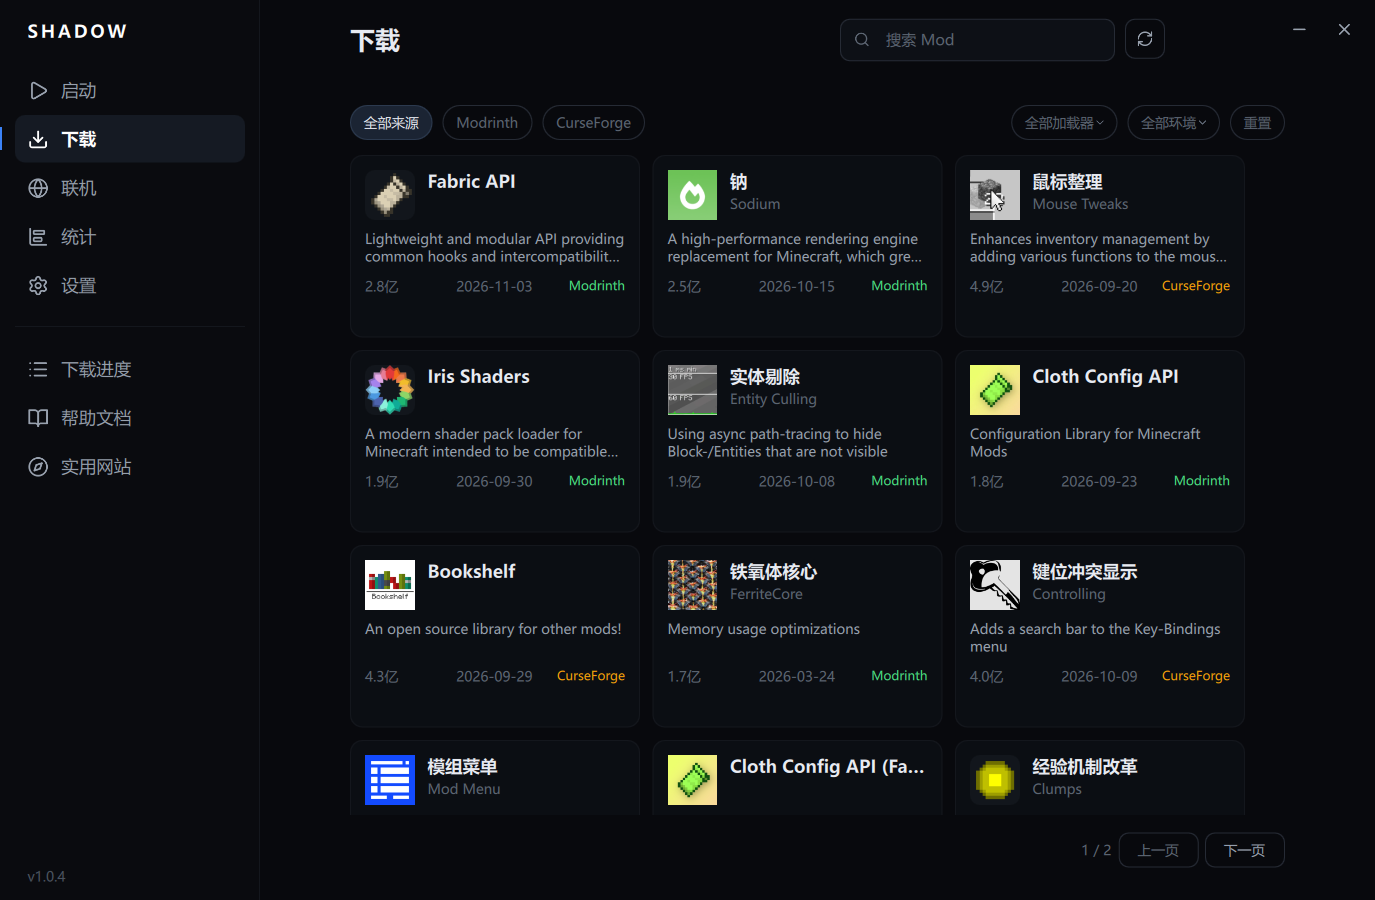 SHADOW
启动
下载
联机
统计
设置
下载进度
帮助文档
实用网站
v1.0.4
下载
搜索 Mod
全部来源
Modrinth
CurseForge
全部加载器
全部环境
重置
Fabric API
Lightweight and modular API providing
common hooks and intercompatibilit...
2.8亿 2026-11-03 Modrinth
钠
Sodium
A high-performance rendering engine
replacement for Minecraft, which gre...
2.5亿 2026-10-15 Modrinth
鼠标整理
Mouse Tweaks
Enhances inventory management by
adding various functions to the mous...
4.9亿 2026-09-20 CurseForge
Iris Shaders
A modern shader pack loader for
Minecraft intended to be compatible...
1.9亿 2026-09-30 Modrinth
60 FPS
实体剔除
Entity Culling
Using async path-tracing to hide
Block-/Entities that are not visible
1.9亿 2026-10-08 Modrinth
Cloth Config API
Configuration Library for Minecraft
Mods
1.8亿 2026-09-23 Modrinth
Bookshelf
Bookshelf
An open source library for other mods!
4.3亿 2026-09-29 CurseForge
铁氧体核心
FerriteCore
Memory usage optimizations
1.7亿 2026-03-24 Modrinth
键位冲突显示
Controlling
Adds a search bar to the Key-Bindings
menu
4.0亿 2026-10-09 CurseForge
模组菜单
Mod Menu
Cloth Config API (Fa...
经验机制改革
Clumps
1 / 2
上一页
下一页